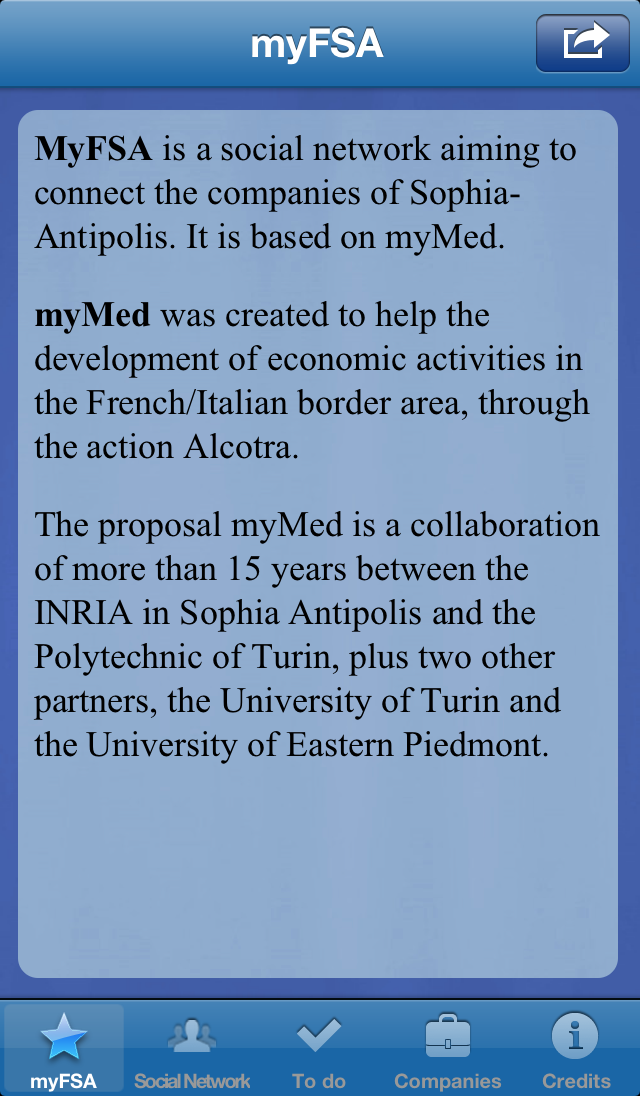 myFSA
MyFSA is a social network aiming to
connect the companies of Sophia-
Antipolis. It is based on myMed.
myMed was created to help the
development of economic activities in
the French/Italian border area, through
the action Alcotra.
The proposal myMed is a collaboration
of more than 15 years between the
INRIA in Sophia Antipolis and the
Polytechnic of Turin, plus two other
partners, the University of Turin and
the University of Eastern Piedmont.
myFSA Social Network To do Companies Credits